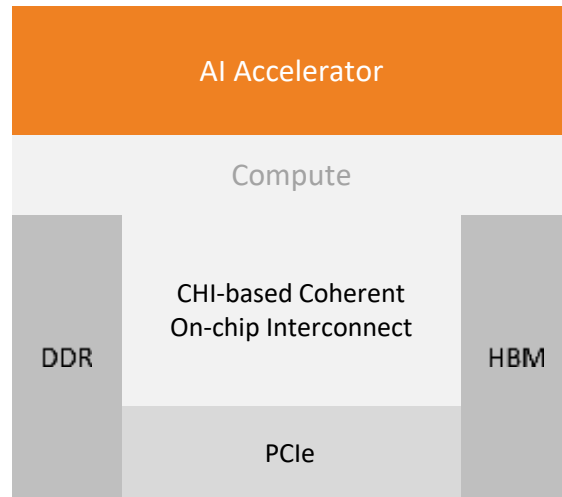 AI Accelerator
Compute
CHI-based Coherent
On-chip Interconnect
DDR
HBM
PCIe